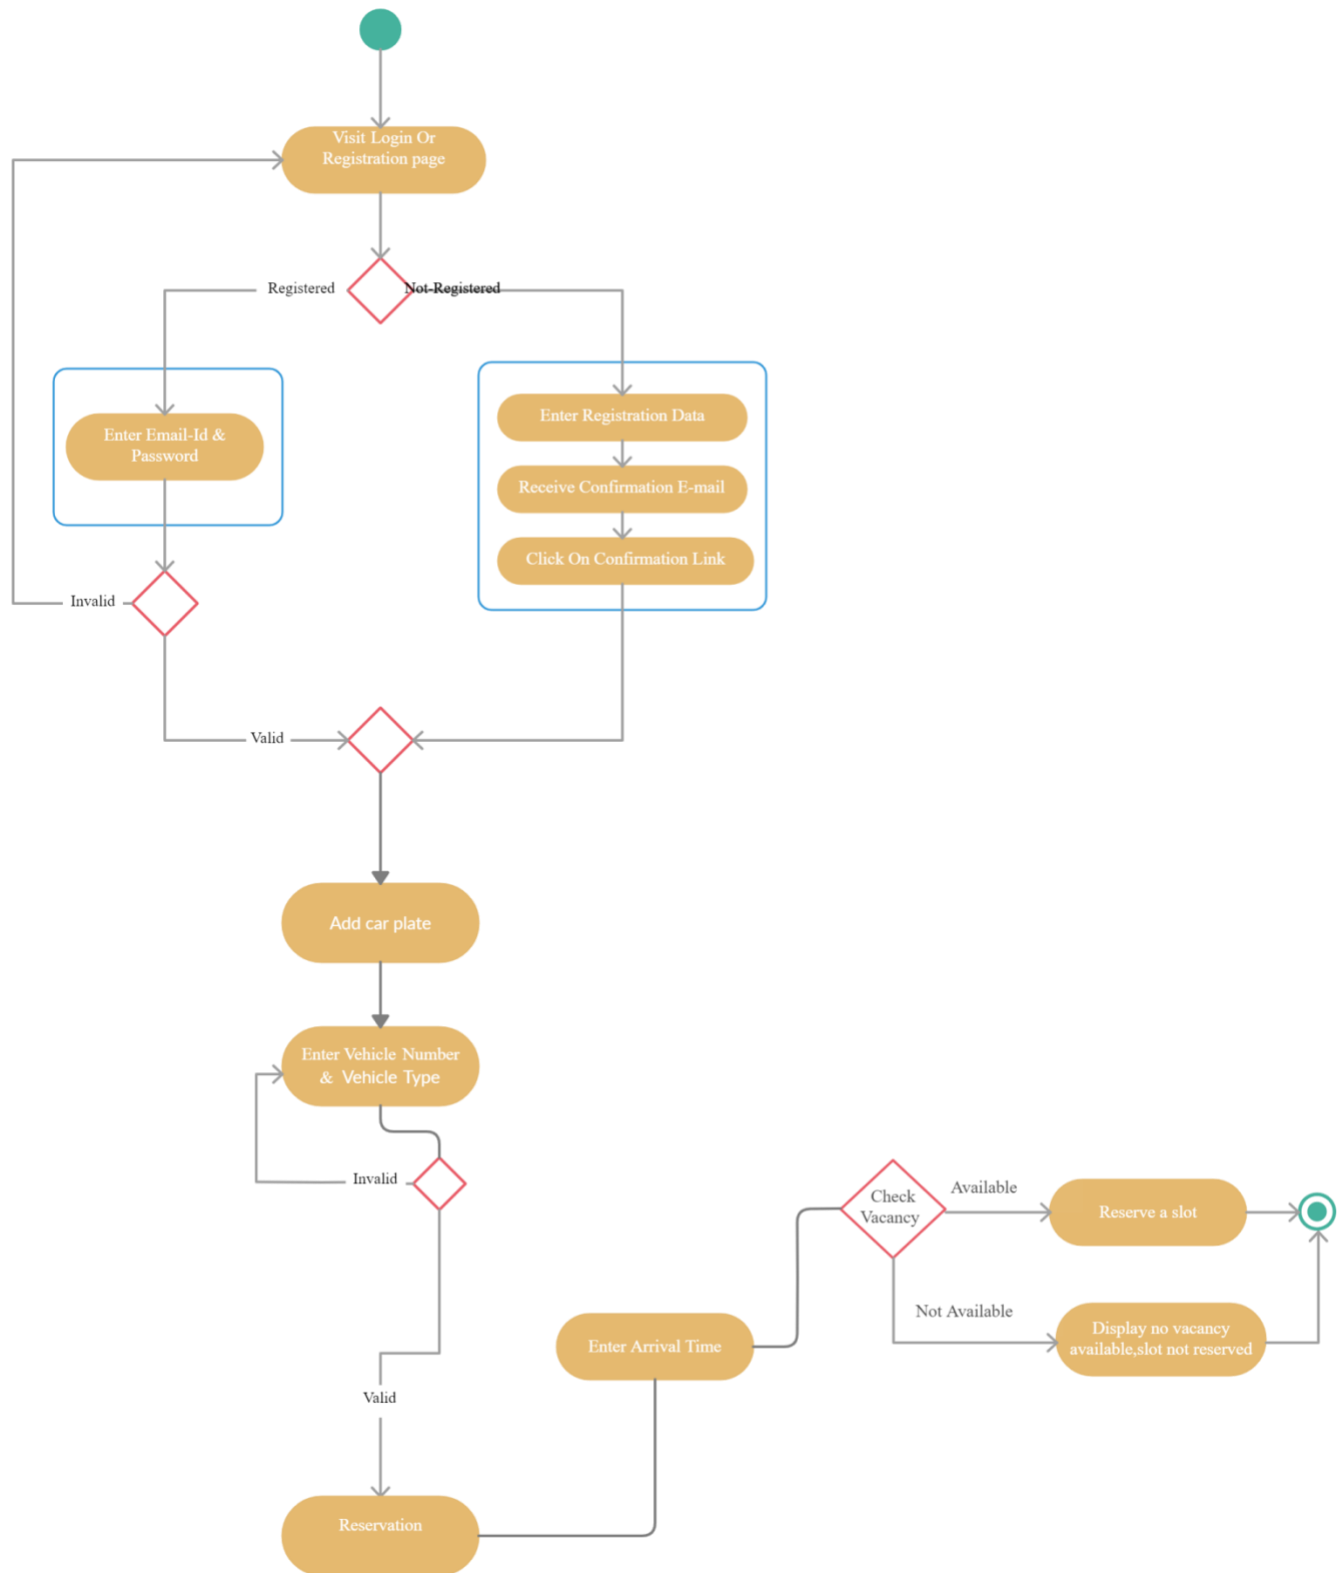 Visit Login Or
Registration page
Registered
Not-Registered
Enter Email-Id &
Password
Enter Registration Data
Receive Confirmation E-mail
Click On Confirmation Link
Invalid
Valid
Add car plate
Enter Vehicle Number
& Vehicle Type
Invalid
Valid
Reservation
Enter Arrival Time
Check
Vacancy
Available
Reserve a slot
Not Available
Display no vacancy
available,slot not reserved